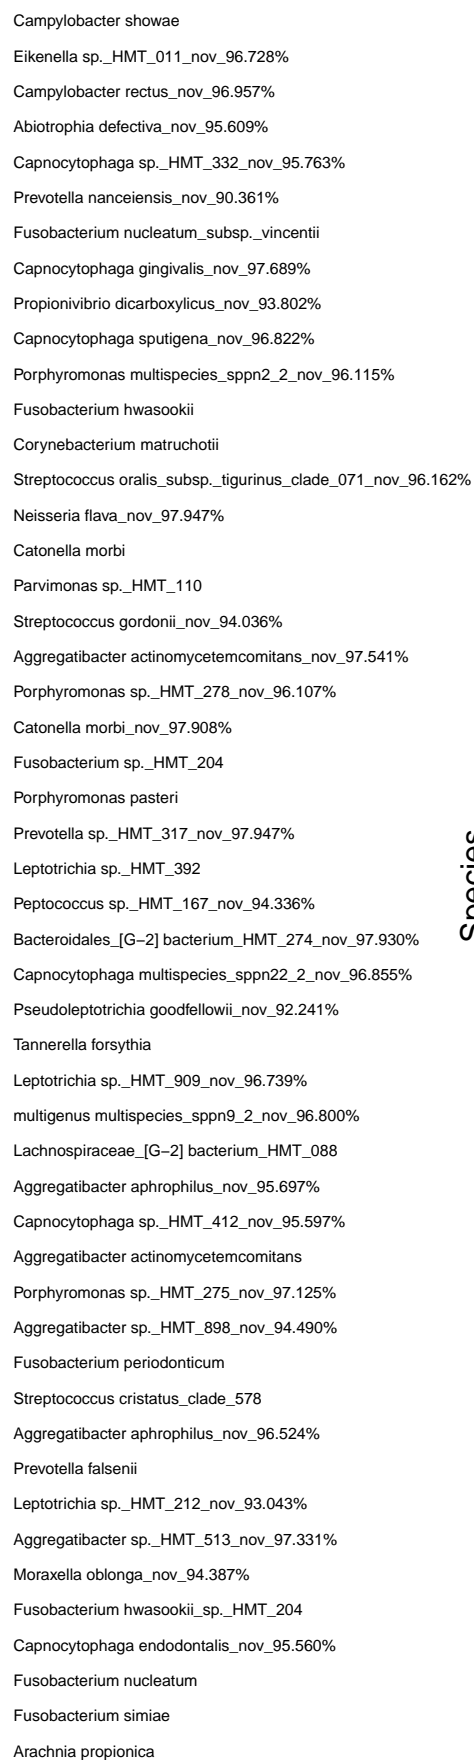 Campylobacter showae
Eikenella sp._HMT_011_nov_96.728%
Campylobacter rectus_nov_96.957%
Abiotrophia defectiva_nov_95.609%
Capnocytophaga sp._HMT_332_nov_95.763%
Prevotella nanceiensis_nov_90.361%
Fusobacterium nucleatum_subsp._vincentii
Capnocytophaga gingivalis_nov_97.689%
Propionivibrio dicarboxylicus_nov_93.802%
Capnocytophaga sputigena_nov_96.822%
Porphyromonas multispecies_sppn2_2_nov_96.115%
Fusobacterium hwasookii
Corynebacterium matruchotii
Streptococcus oralis_subsp._tigurinus_clade_071_nov_96.162%
Neisseria flava_nov_97.947%
Catonella morbi
Parvimonas sp._HMT_110
Streptococcus gordonii_nov_94.036%
Aggregatibacter actinomycetemcomitans_nov_97.541%
Porphyromonas sp._HMT_278_nov_96.107%
Catonella morbi_nov_97.908%
Fusobacterium sp._HMT_204
Porphyromonas pasteri
Prevotella sp._HMT_317_nov_97.947%
Leptotrichia sp._HMT_392
Peptococcus sp._HMT_167_nov_94.336%
Bacteroidales_[G−2] bacterium_HMT_274_nov_97.930%
Capnocytophaga multispecies_sppn22_2_nov_96.855%
Pseudoleptotrichia goodfellowii_nov_92.241%
Tannerella forsythia
Leptotrichia sp._HMT_909_nov_96.739%
multigenus multispecies_sppn9_2_nov_96.800%
Lachnospiraceae_[G−2] bacterium_HMT_088
Aggregatibacter aphrophilus_nov_95.697%
Capnocytophaga sp._HMT_412_nov_95.597%
Aggregatibacter actinomycetemcomitans
Porphyromonas sp._HMT_275_nov_97.125%
Aggregatibacter sp._HMT_898_nov_94.490%
Fusobacterium periodonticum
Streptococcus cristatus_clade_578
Aggregatibacter aphrophilus_nov_96.524%
Prevotella falsenii
Leptotrichia sp._HMT_212_nov_93.043%
Aggregatibacter sp._HMT_513_nov_97.331%
Moraxella oblonga_nov_94.387%
Fusobacterium hwasookii_sp._HMT_204
Capnocytophaga endodontalis_nov_95.560%
Fusobacterium nucleatum
Fusobacterium simiae
Arachnia propionica
Species